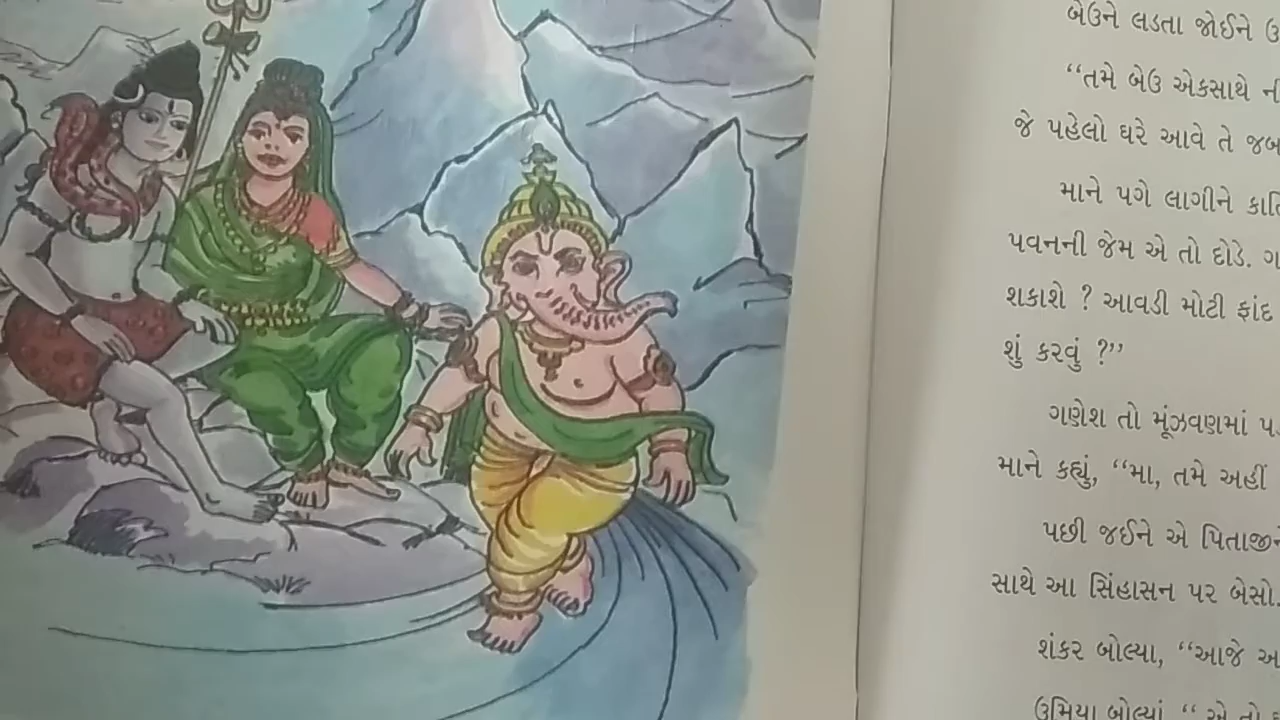 બેઉને લડતા જોઈને
“તમે બેઉ એકસાથે
જે પહેલો ઘરે આવે તે
માને પગે લાગીને
પવનની જેમ એ તો દોડે.
શકાશે ? આવડી મોટી ફાંદ
શું કરવું ?”
ગણેશ તો મૂંઝવણમાં
માને કહ્યું, “મા, તમે અહીં
પછી જઈને એ
સાથે આ સિંહાસન પર બેસો.
શંકર બોલ્યા, “આજે
ઉમિયા બોલ્યાં “ એ તો